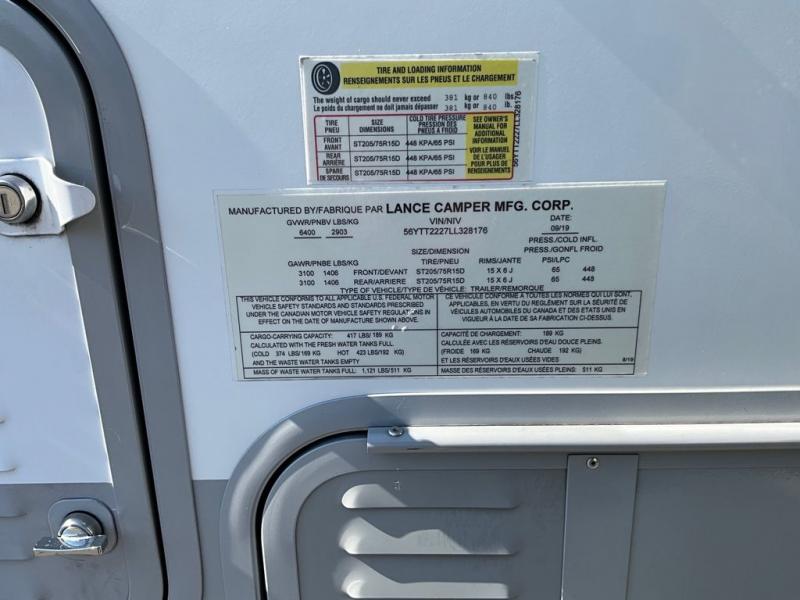 TIRE AND LOADING INFORMATION
RENSEIGNEMENTS SUR LES PNEUS ET LE CHARGEMENT
The weight of cargo should never exceed 381 kg or 840 lbs.
Le poids du chargement ne doit jamais dépasser 381 kg or 840 lb.
TIRE PNEU SIZE DIMENSIONS COLD TIRE PRESSURE PRESSION DES PNEUS A FROID
FRONT AVANT ST205/75R15D 448 KPA/65 PSI
REAR ARRIÈRE ST205/75R15D 448 KPA/65 PSI
SPARE DE SECOURS ST205/75R15D 448 KPA/65 PSI
SEE OWNER'S
MANUAL FOR
ADDITIONAL
INFORMATION
VOIR LE MANUEL
DE L'USAGER
POUR PLUS DE
RENSEIGNEMENTS
56YTT2227LL328176
MANUFACTURED BY/FABRIQUE PAR LANCE CAMPER MFG. CORP.
GVWR/PNBV LBS/KG VIN/NIV DATE:
6400 2903 56YTT2227LL328176 09/19
PRESS./COLD INFL.
SIZE/DIMENSION PRESS./GONFL FROID
GAWR/PNBE LBS/KG TIRE/PNEU RIMS/JANTE PSI/LPC
3100 1406 FRONT/DEVANT ST205/75R15D 15 X 6 J 65 448
3100 1406 REAR/ARRIERE ST205/75R15D 15 X 6 J 65 448
TYPE OF VEHICLE/TYPE DE VÉHICLE: TRAILER/REMORQUE
THIS VEHICLE CONFORMS TO ALL APPLICABLE U.S. FEDERAL MOTOR
VEHICLE SAFETY STANDARDS AND STANDARDS PRESCRIBED
UNDER THE CANADIAN MOTOR VEHICLE SAFETY REGULATIONS IN
EFFECT ON THE DATE OF MANUFACTURE.
CE VÉHICULE CONFORME À TOUTES LES NORMES QUI LUI SONT
APPLICABLES, EN VERTU DU RÈGLEMENT SUR LA SÉURITÉ DE
VÉICULES AUTOMOBILES DU CANADA ET DES ETATS UNIS EN
VIGUEUR À LA DATE DE SA FABRICATION CI-DESSUS.
CARGO-CARRYING CAPACITY: 417 LBS/ 189 KG
CALCULATED WITH THE FRESH WATER TANKS FULL
(COLD 374 LBS/169 KG HOT 423 LBS/192 KG)
AND THE WASTE WATER TANKS EMPTY
MASS OF WASTE WATER TANKS FULL: 1,121 LBS/511 KG
CAPACITÉ DE CHARGEMENT: 189 KG
CALCULÉE AVEC LES RÉSERVOIRS D'EAU DOUCE PLEINS.
(FROIDE 169 KG CHAUDE 192 KG)
ET LES RÉSERVOIRS D'EAUX USÉES VIDES 8/19
MASSE DES RÉSERVOIRS D'EAUX USÉES PLEINS: 511 KG